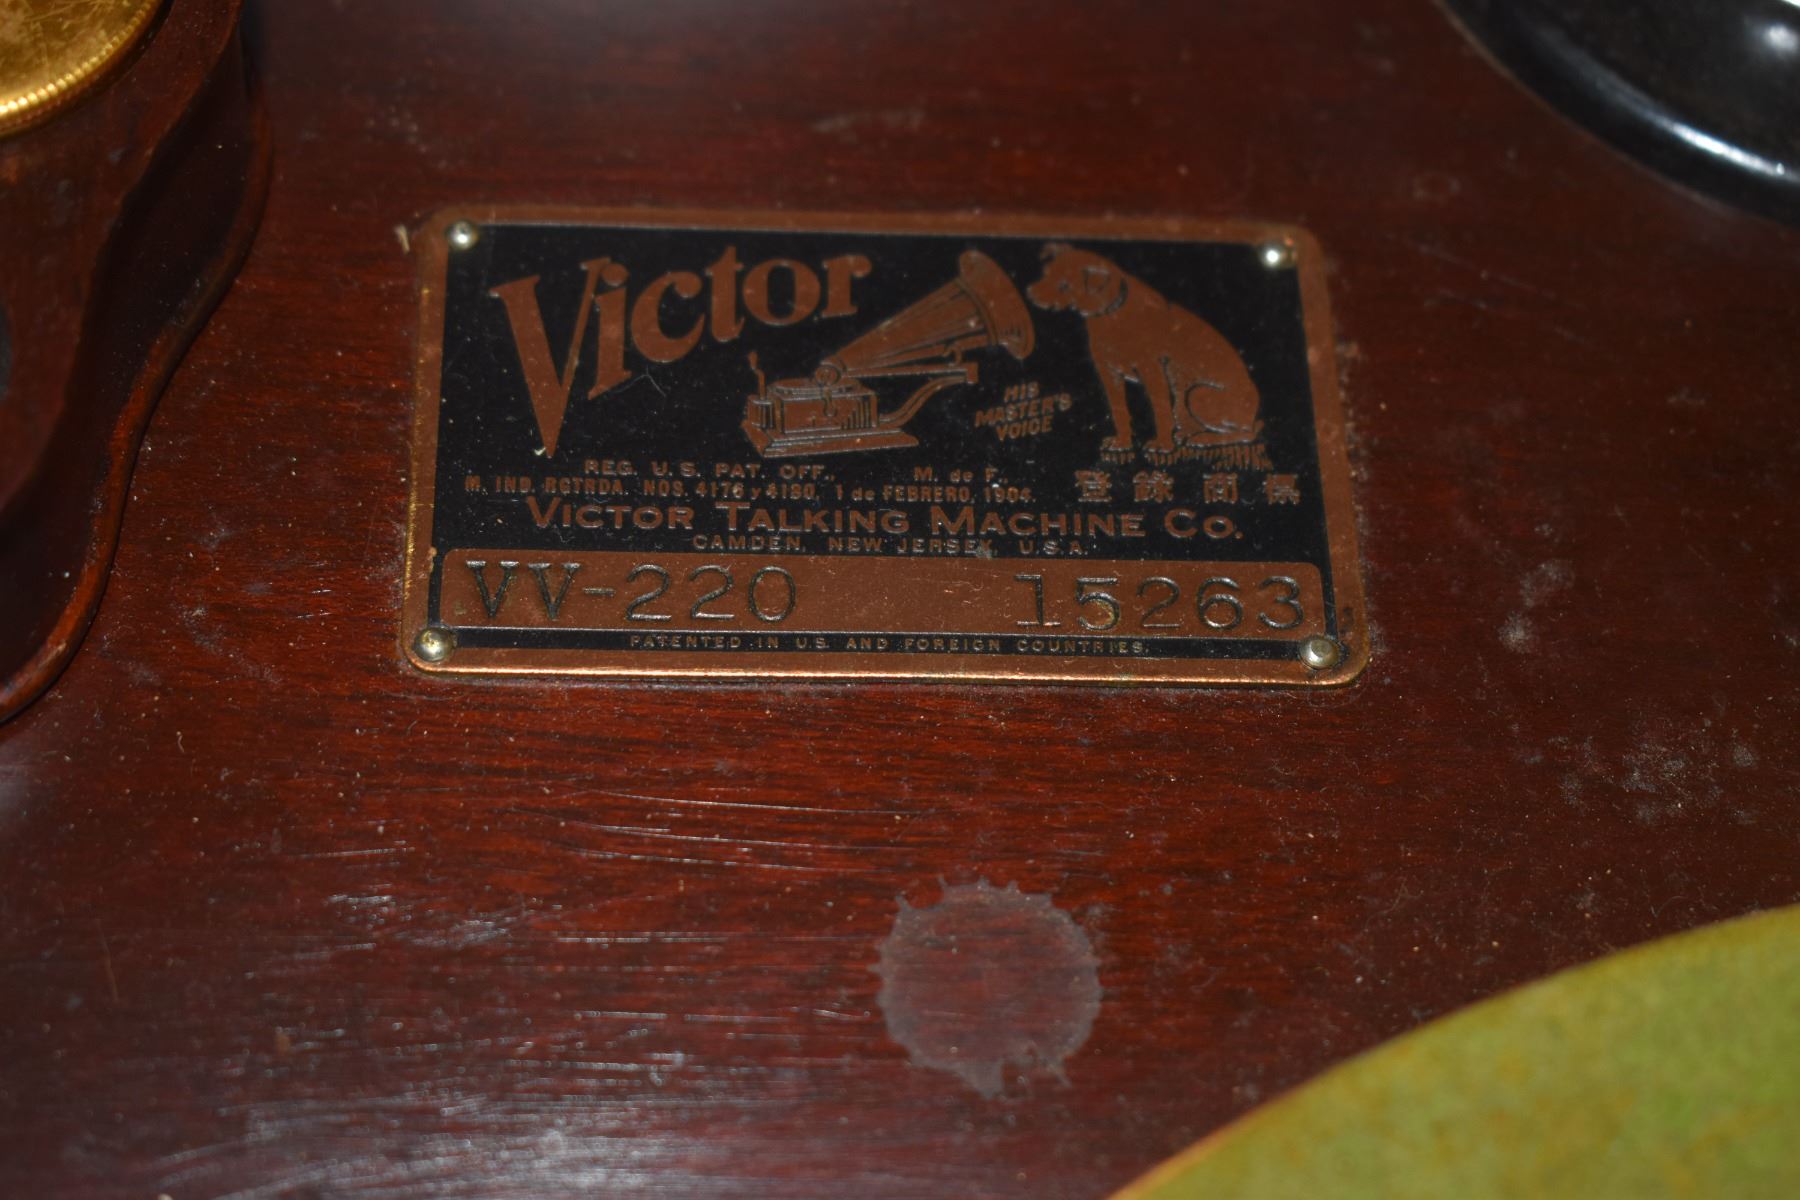 Victor
HIS
MASTER'S
VOICE
REG. U.S. PAT. OFF., M. de F.
M. IND. RGTRDA. NOS. 4176 y 4180, 1 de FEBRERO, 1904.
登錄商標
VICTOR TALKING MACHINE CO.
CAMDEN, NEW JERSEY, U.S.A.
VV-220 15263
PATENTED IN U.S. AND FOREIGN COUNTRIES.